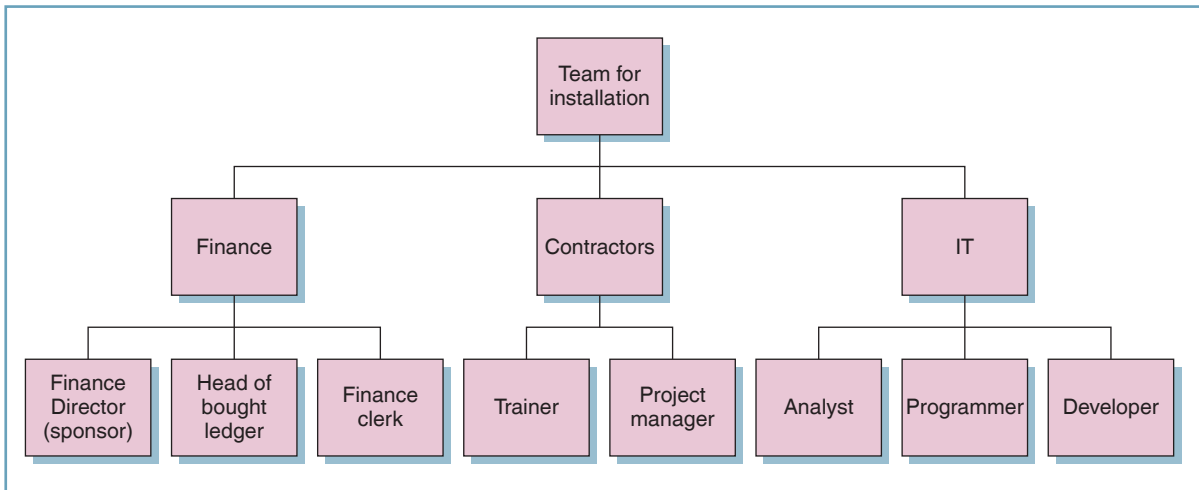 Team for
installation
Finance
Contractors
IT
Finance
Director
(sponsor)
Head of
bought
ledger
Finance
clerk
Trainer
Project
manager
Analyst
Programmer
Developer